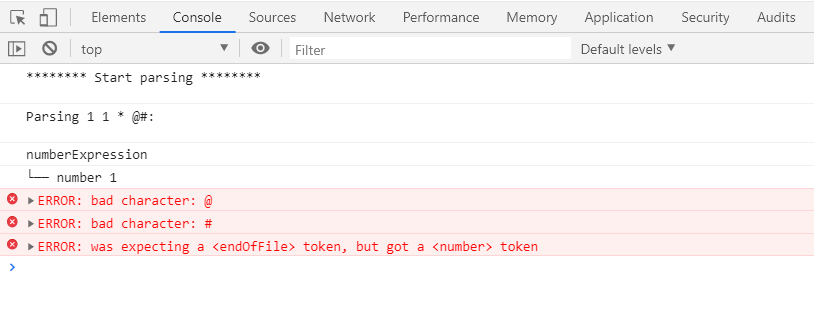 Elements Console Sources Network Performance Memory Application Security Audits
top Filter Default levels
******** Start parsing ********
Parsing 1 1 * @#:
numberExpression
└── number 1
ERROR: bad character: @
ERROR: bad character: #
ERROR: was expecting a <endOfFile> token, but got a <number> token